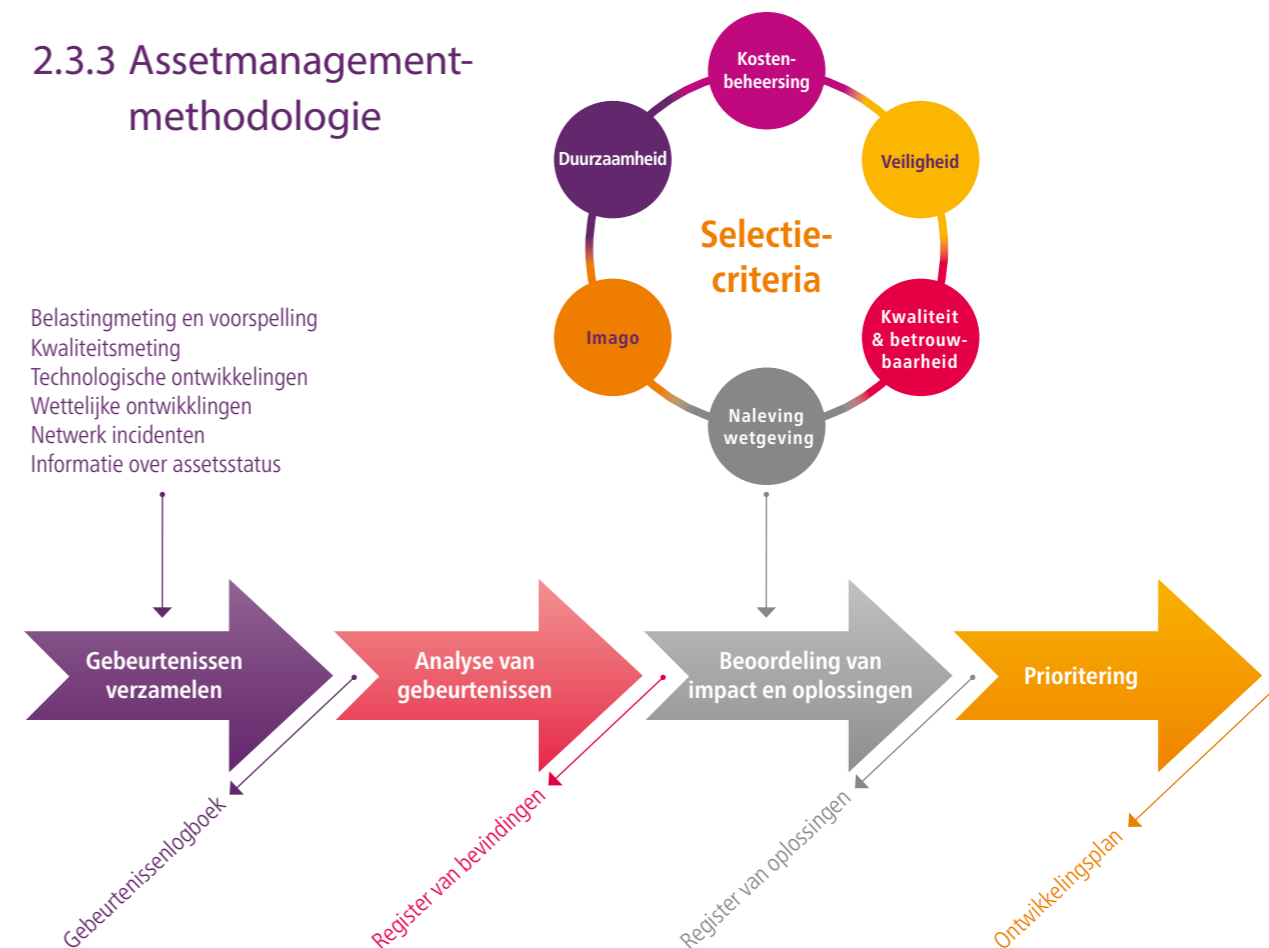 2.3.3 Assetmanagement-
methodologie
Kosten-
beheersing
Duurzaamheid
Veiligheid
Selectie-
criteria
Imago
Kwaliteit
& betrouw-
baarheid
Naleving
wetgeving
Belastingmeting en voorspelling
Kwaliteitsmeting
Technologische ontwikkelingen
Wettelijke ontwikklingen
Netwerk incidenten
Informatie over assetsstatus
Gebeurtenissen
verzamelen
Analyse van
gebeurtenissen
Beoordeling van
impact en oplossingen
Prioritering
Gebeurtenissenlogboek
Register van bevindingen
Register van oplossingen
Ontwikkelingsplan